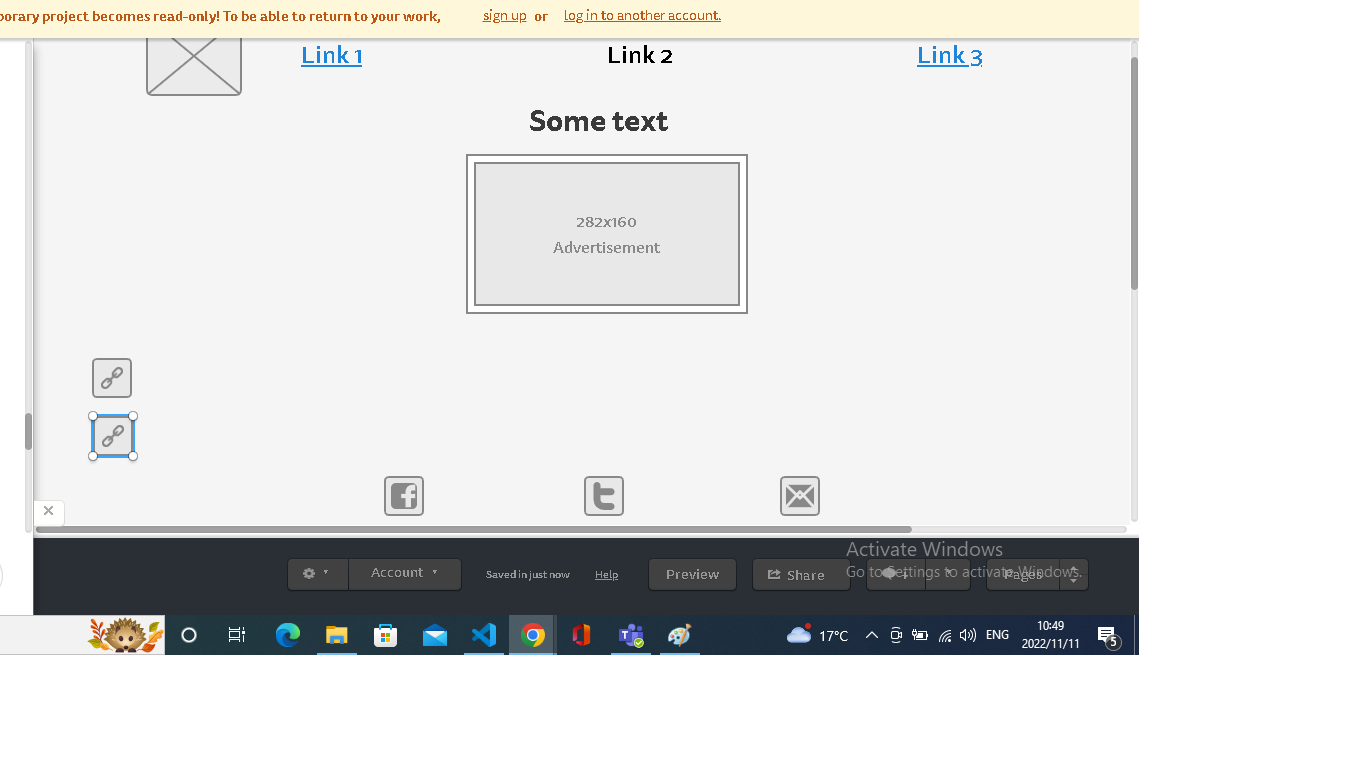 porary project becomes read-only! To be able to return to your work, sign up or log in to another account.
Link 1 Link 2 Link 3
Some text
282x160
Advertisement
Activate Windows
Go to Settings to activate Windows.
Account Saved in just now Help Preview Share Pages
17°C ENG 10:49
2022/11/11
5